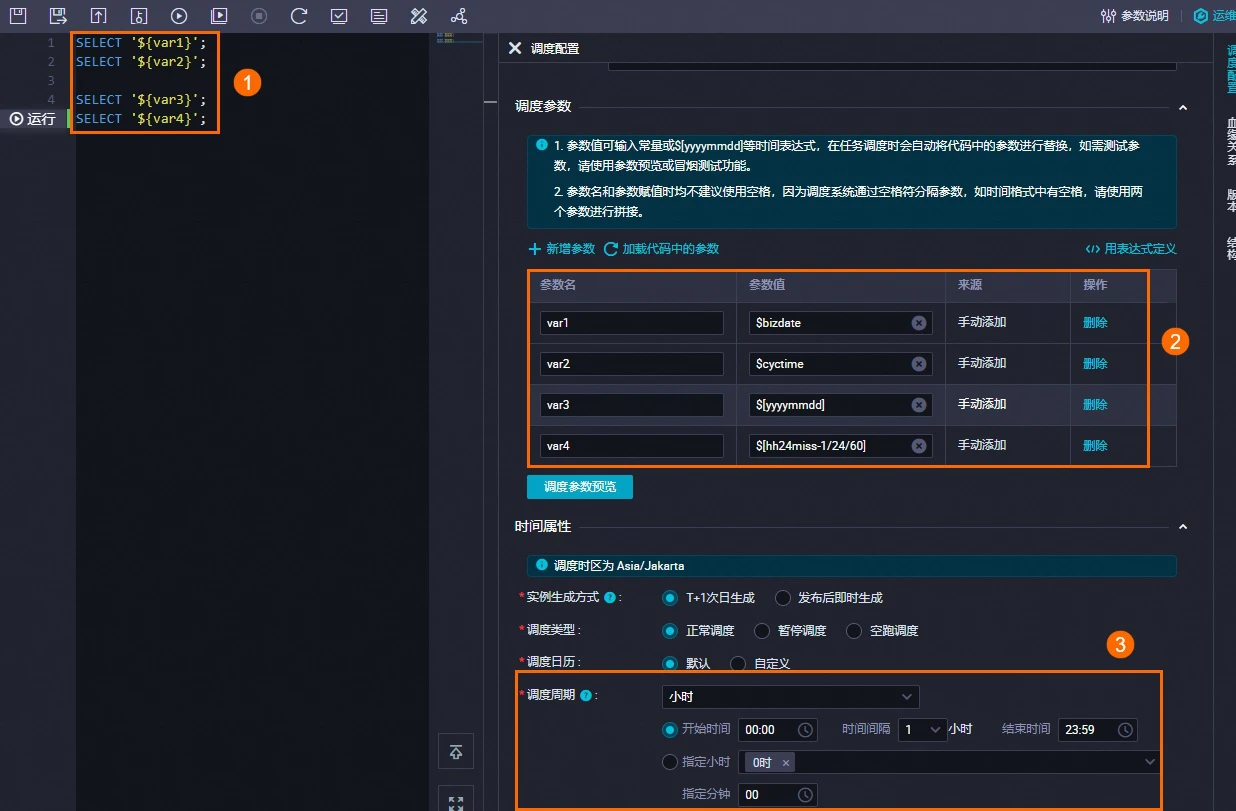 参数说明
运维
1 SELECT '${var1}';
2 SELECT '${var2}';
3
4 SELECT '${var3}';
运行 SELECT '${var4}';
1
调度配置
调度参数
1. 参数值可输入常量或$[yyyymmdd]等时间表达式，在任务调度时会自动将代码中的参数进行替换，如需测试参
数，请使用参数预览或冒烟测试功能。
2. 参数名和参数赋值时均不建议使用空格，因为调度系统通过空格符分隔参数，如时间格式中有空格，请使用两
个参数进行拼接。
新增参数 加载代码中的参数 用表达式定义
参数名 参数值 来源 操作
var1 $bizdate 手动添加 删除
var2 $cyctime 手动添加 删除
var3 $[yyyymmdd] 手动添加 删除
var4 $[hh24miss-1/24/60] 手动添加 删除
2
调度参数预览
时间属性
调度时区为 Asia/Jakarta
*实例生成方式 ?: T+1次日生成 发布后即时生成
*调度类型: 正常调度 暂停调度 空跑调度
*调度日历: 默认 自定义
3
*调度周期 ?: 小时
开始时间 00:00 时间间隔 1 小时 结束时间 23:59
指定小时 0时 ×
指定分钟 00
调度配置
血缘关系
版本
结构